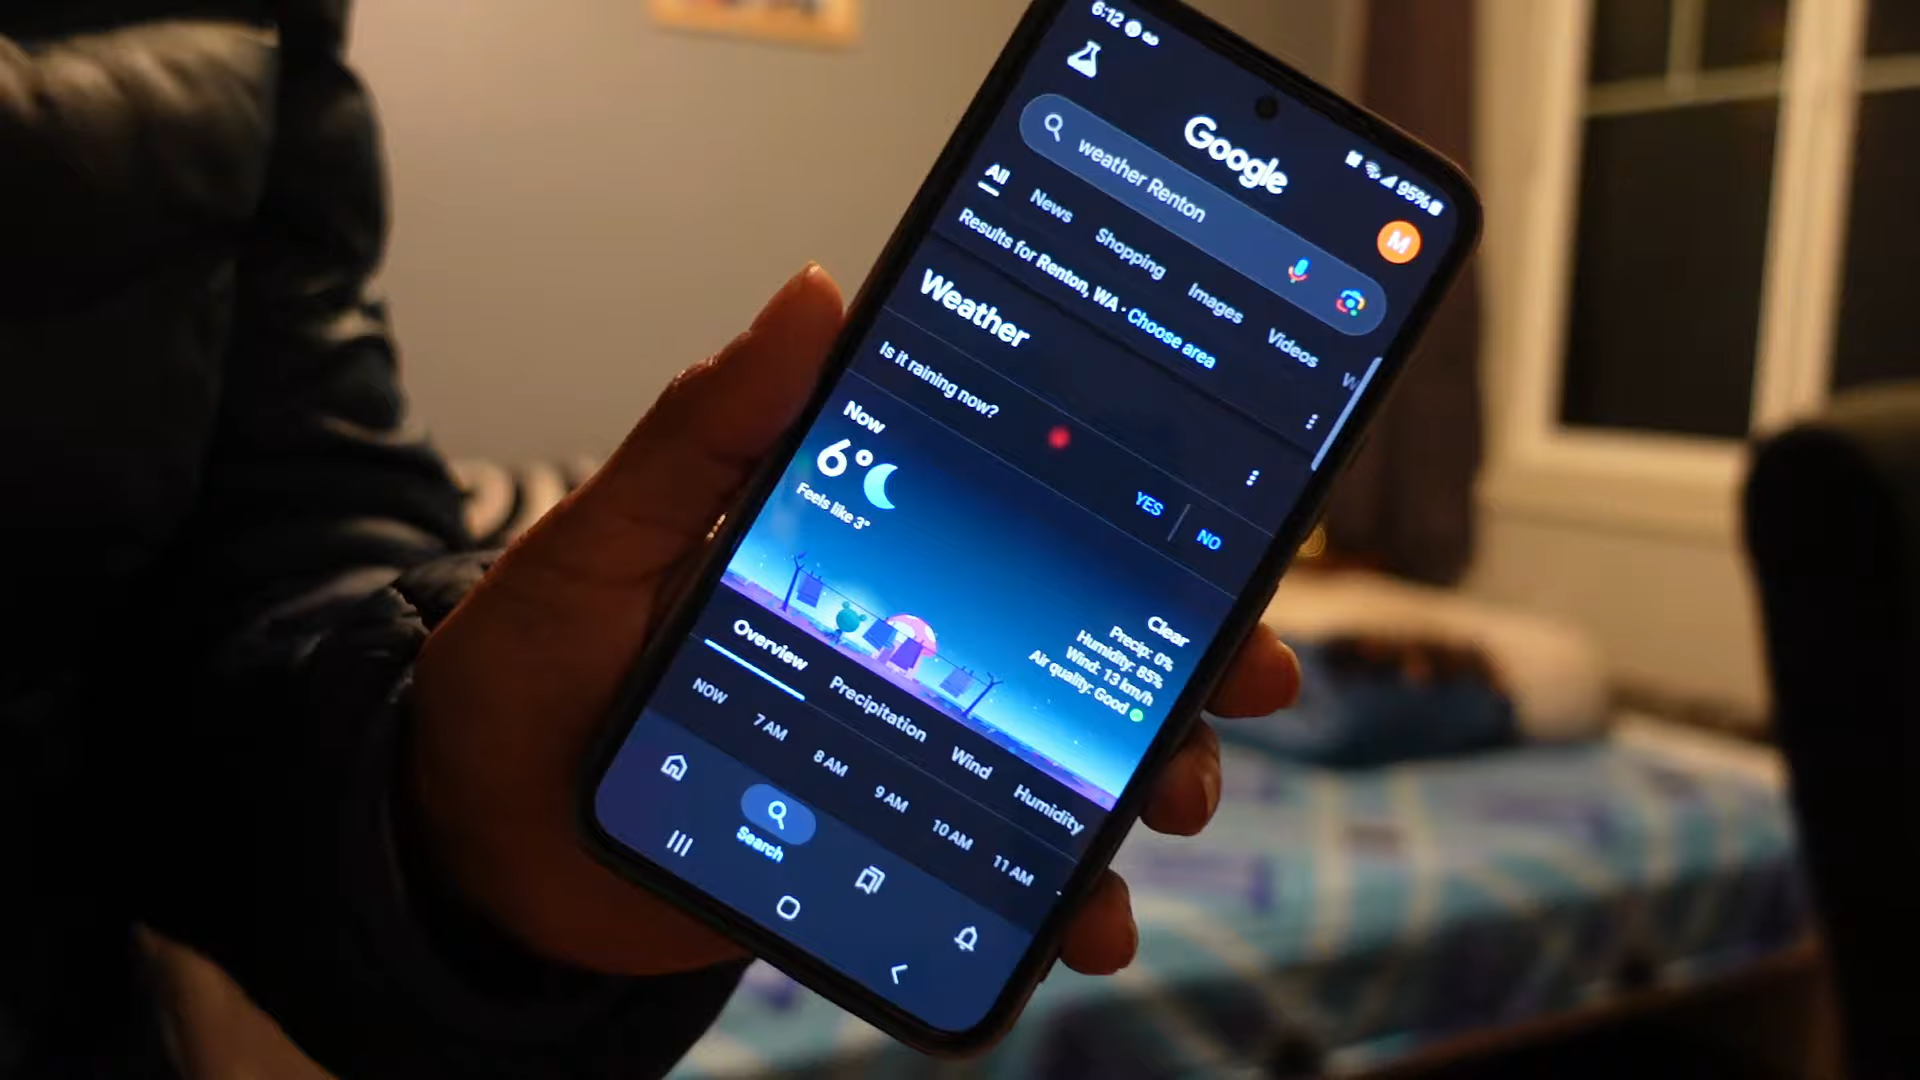 6:12
95%
Google
M
weather Renton
All News Shopping Images Videos
Results for Renton, WA · Choose area
Weather
Is it raining now?
YES NO
Now
6°
Feels like 3°
Clear
Precip: 0%
Humidity: 85%
Wind: 13 km/h
Air quality: Good
Overview Precipitation Wind Humidity
NOW 7 AM 8 AM 9 AM 10 AM 11 AM
Search